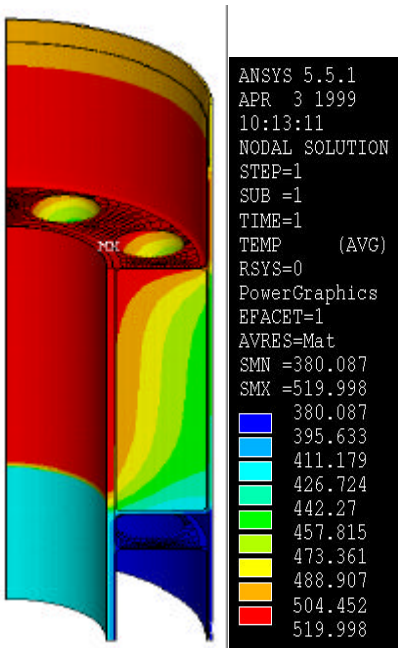 ANSYS 5.5.1
APR 3 1999
10:13:11
NODAL SOLUTION
STEP=1
SUB =1
TIME=1
TEMP (AVG)
RSYS=0
PowerGraphics
EFACET=1
AVRES=Mat
SMN =380.087
SMX =519.998
380.087
395.633
411.179
426.724
442.27
457.815
473.361
488.907
504.452
519.998